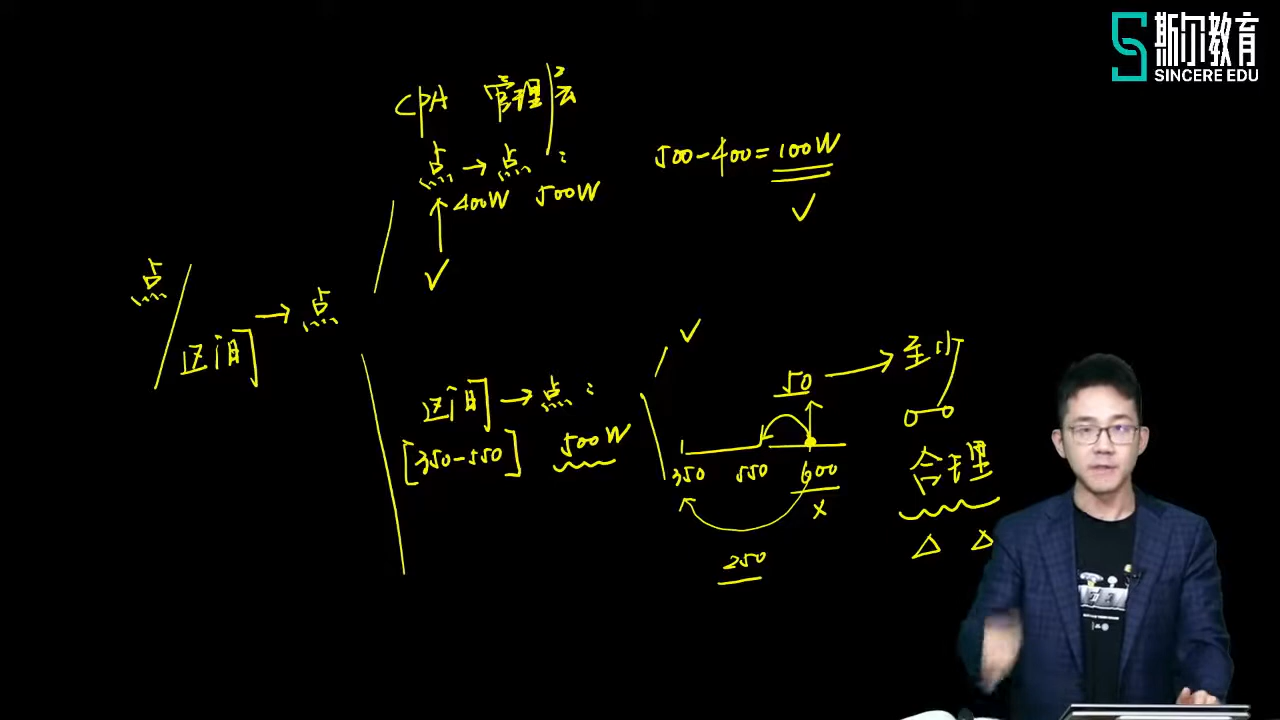 斯尔教育
SINCERE EDU
CPA 管理层
点→点:
400W 500W
500-400=100W
✓
✓
点/区间→点
区间→点:
[350-550] 500W
✓
50→至少
350 550 600
×
250
合理
△ △